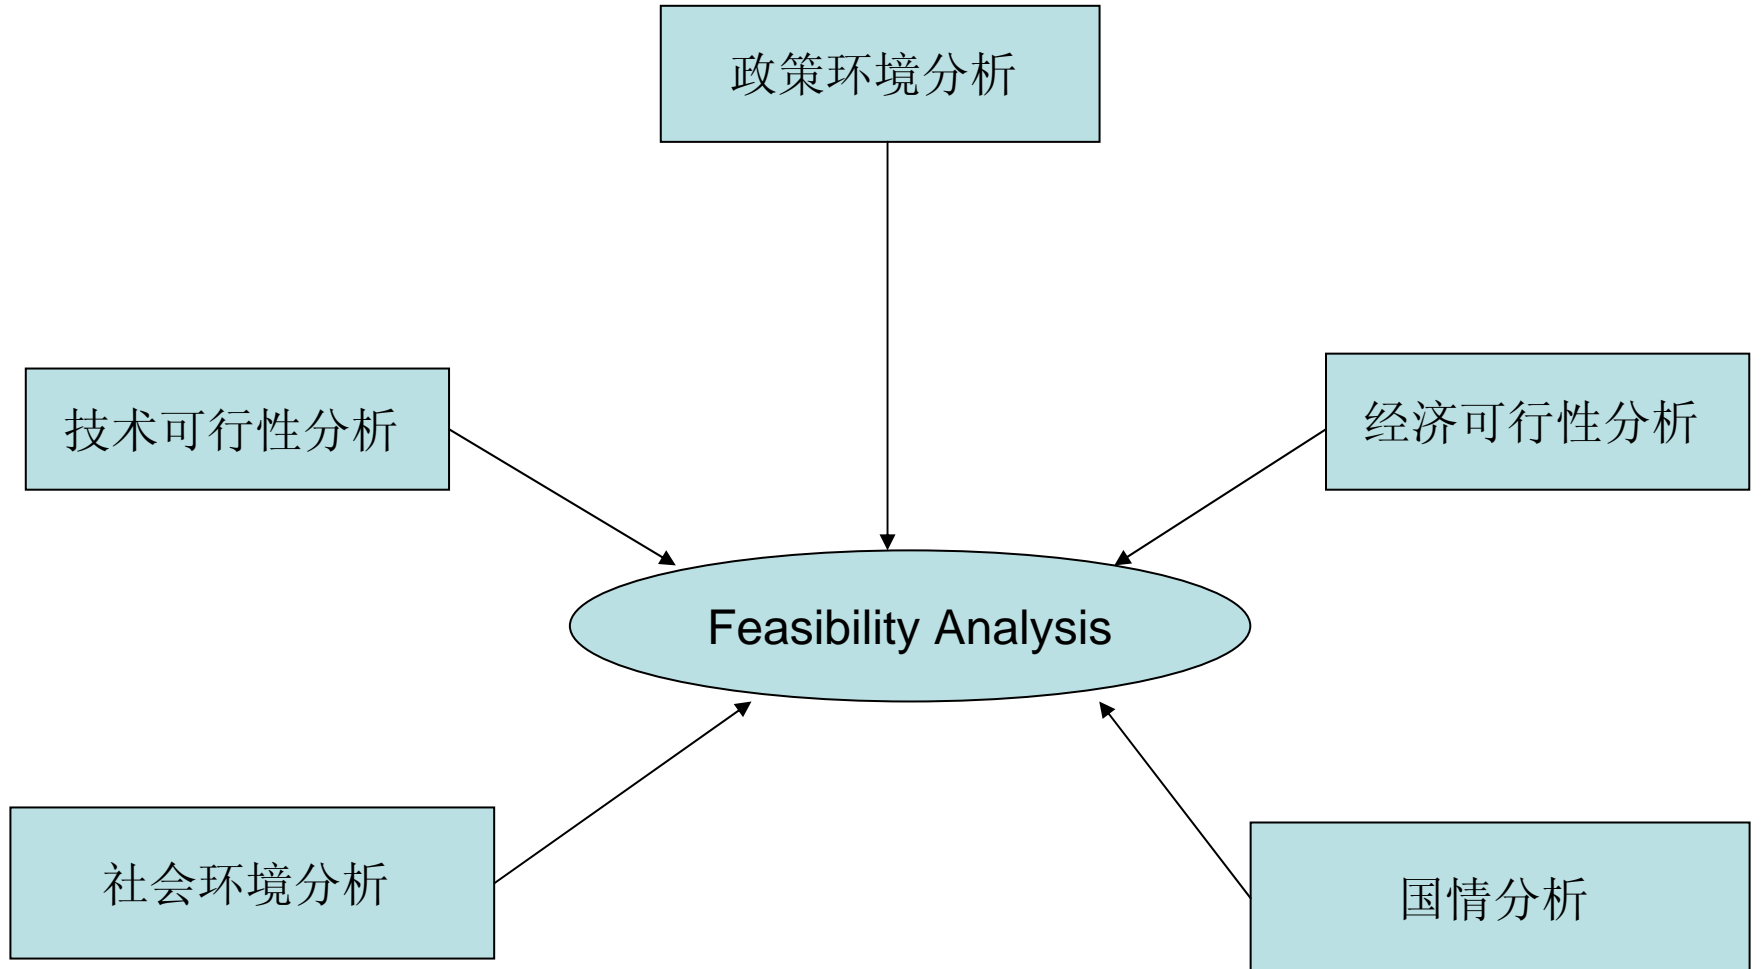 政策环境分析
技术可行性分析
经济可行性分析
Feasibility Analysis
社会环境分析
国情分析